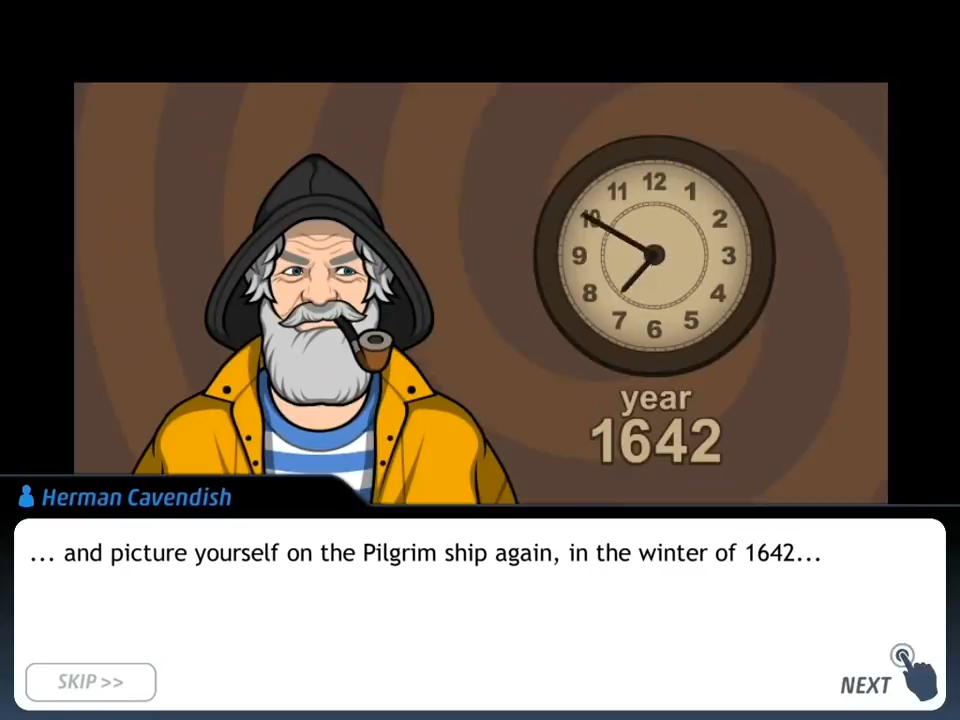 12
11
1
10
2
9
3
8
4
7
5
6
year
1642
Herman Cavendish
... and picture yourself on the Pilgrim ship again, in the winter of 1642...
SKIP >>
NEXT